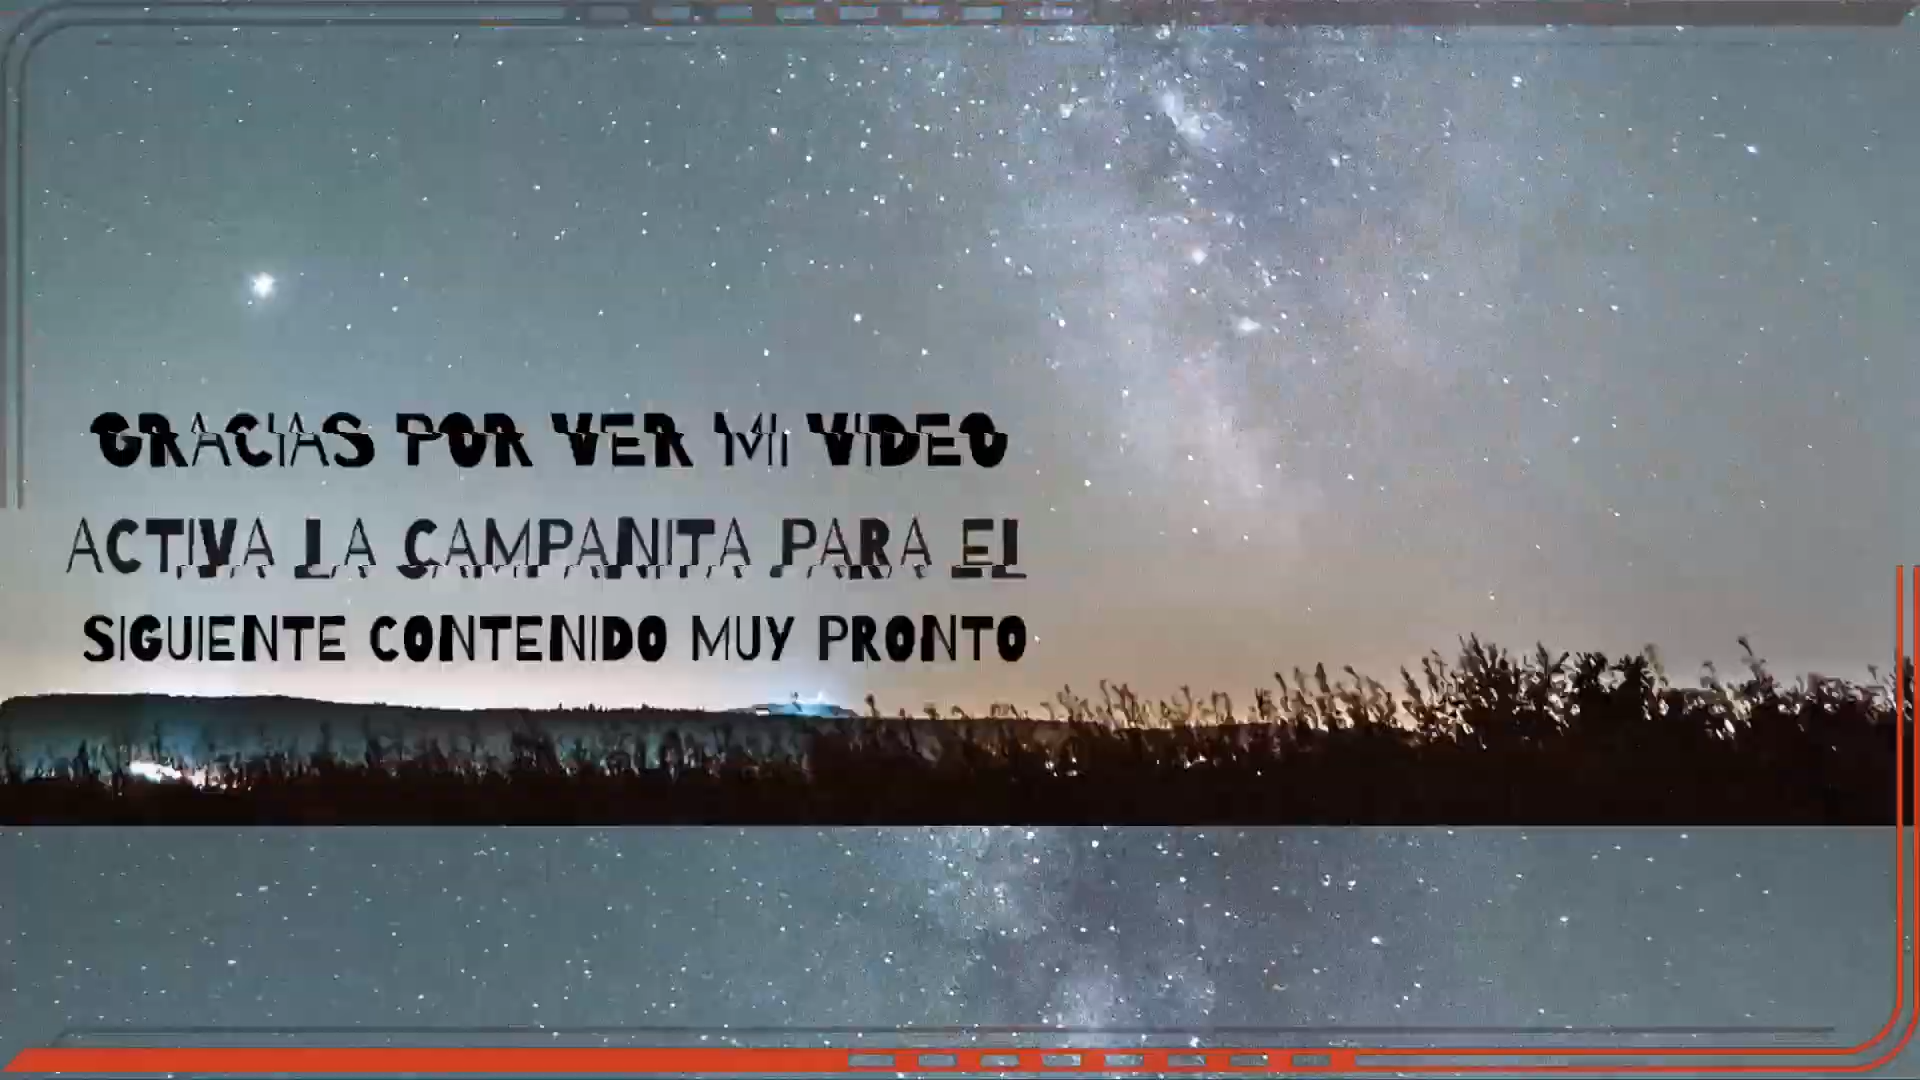 GRACIAS POR VER MI VIDEO
ACTIVA LA CAMPANITA PARA EL
SIGUIENTE CONTENIDO MUY PRONTO